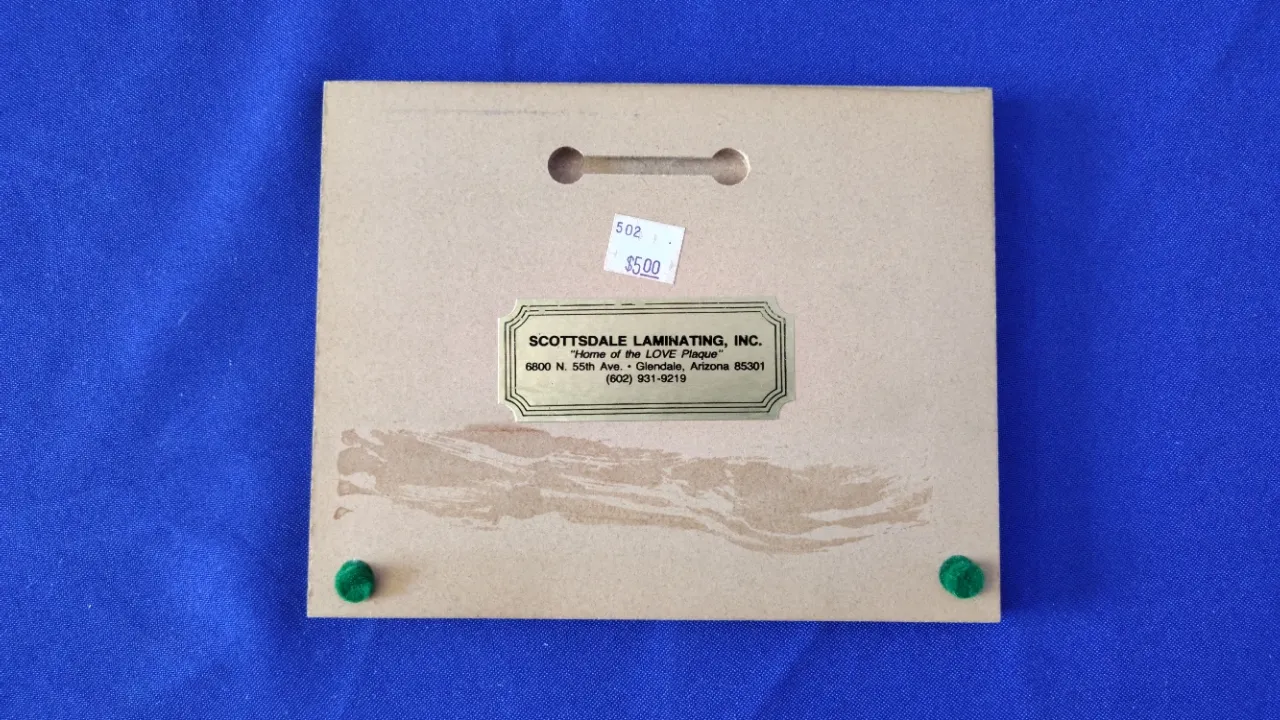 502
$5.00
SCOTTSDALE LAMINATING, INC.
"Home of the LOVE Plaque"
6800 N. 55th Ave. • Glendale, Arizona 85301
(602) 931-9219